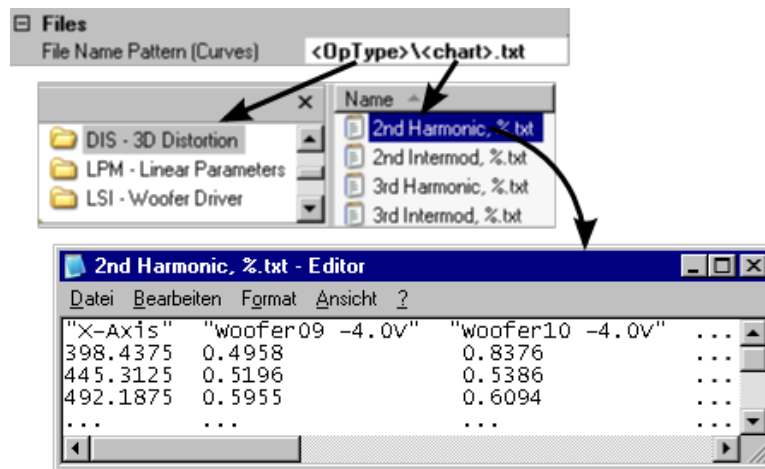 Files
File Name Pattern (Curves) <OpType>\<chart>.txt
Name
DIS - 3D Distortion
LPM - Linear Parameters
LSI - Woofer Driver
2nd Harmonic, %.txt
2nd Intermod, %.txt
3rd Harmonic, %.txt
3rd Intermod, %.txt
2nd Harmonic, %.txt - Editor
Datei Bearbeiten Format Ansicht ?
"X-Axis" "woofer09 -4.0V" "woofer10 -4.0V" ...
398.4375 0.4958 0.8376 ...
445.3125 0.5196 0.5386 ...
492.1875 0.5955 0.6094 ...
... ... ... ...